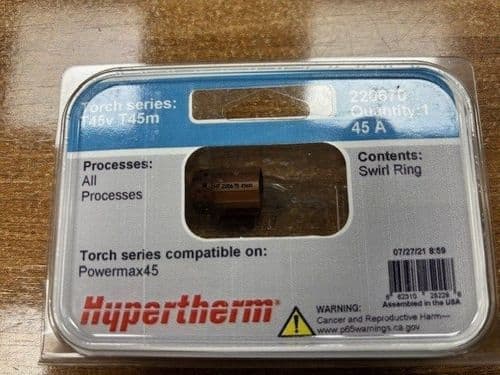 Torch series:
T45v T45m
220670
Quantity:1
45 A
Processes:
All
Processes
Contents:
Swirl Ring
Torch series compatible on:
Powermax45
07/27/21 8:59
Assembled in the USA
Hypertherm®
WARNING:
Cancer and Reproductive Harm—
www.p65warnings.ca.gov